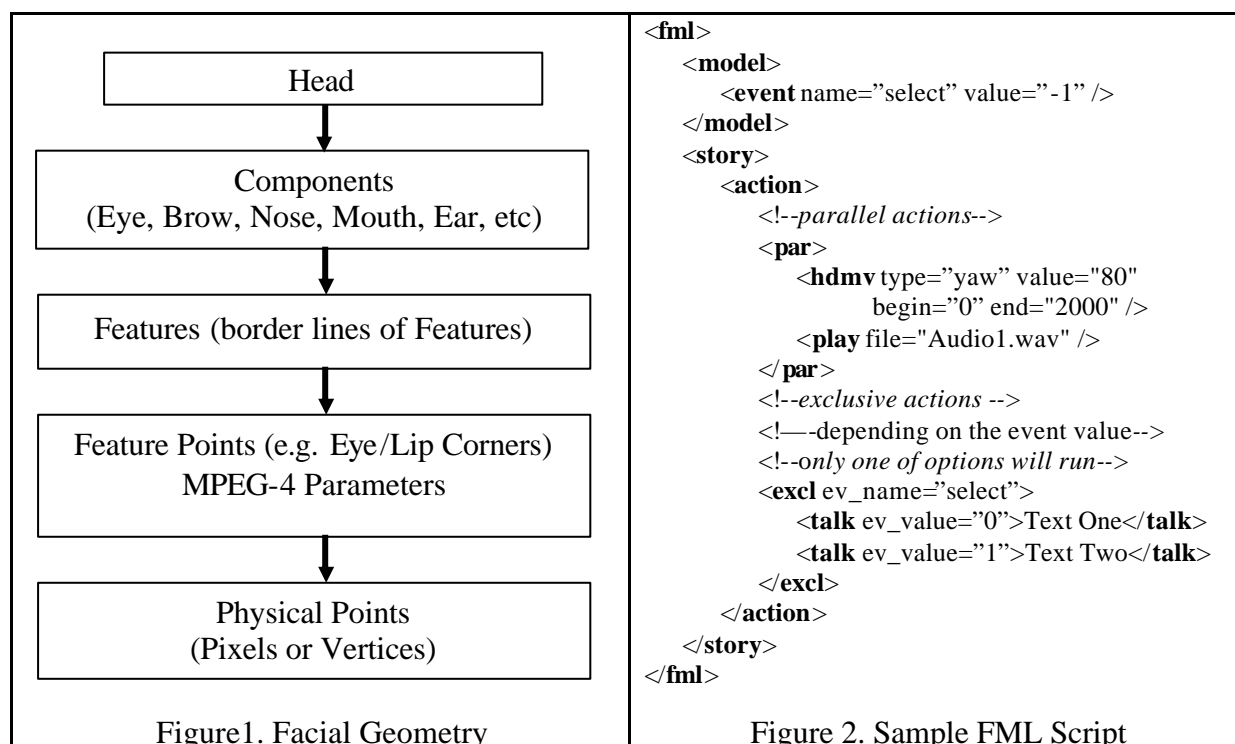 Head
Components
(Eye, Brow, Nose, Mouth, Ear, etc)
Features (border lines of Features)
Feature Points (e.g. Eye/Lip Corners)
MPEG-4 Parameters
Physical Points
(Pixels or Vertices)
Figure1. Facial Geometry
<fml>
<model>
<event name=”select” value=”-1” />
</model>
<story>
<action>
<!--parallel actions-->
<par>
<hdmv type=”yaw” value="80"
begin=”0” end="2000" />
<play file="Audio1.wav" />
</par>
<!--exclusive actions -->
<!—-depending on the event value-->
<!--only one of options will run-->
<excl ev_name=”select”>
<talk ev_value=”0”>Text One</talk>
<talk ev_value=”1”>Text Two</talk>
</excl>
</action>
</story>
</fml>
Figure 2. Sample FML Script